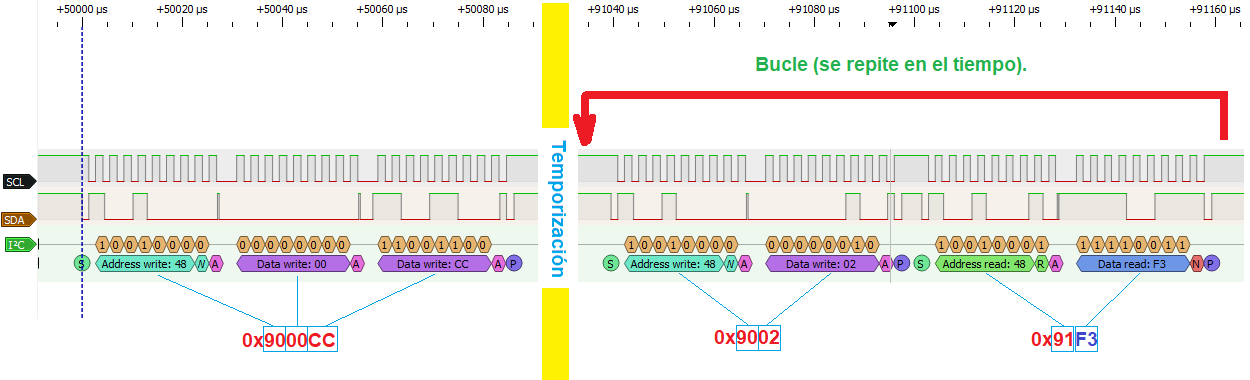 +50000 µs +50020 µs +50040 µs +50060 µs +50080 µs +91040 µs +91060 µs +91080 µs +91100 µs +91120 µs +91140 µs +91160 µs
Bucle (se repite en el tiempo).
Temporización
SCL
SDA
I²C
1 0 0 1 0 0 0 0 0 0 0 0 0 0 0 0 1 1 0 0 1 1 0 0 1 0 0 1 0 0 0 0 0 0 0 0 0 0 1 0 1 0 0 1 0 0 0 1 1 1 1 1 0 0 1 1
S Address write: 48 W A Data write: 00 A Data write: CC A P S Address write: 48 W A Data write: 02 A P S Address read: 48 R A Data read: F3 N P
0x9000CC 0x9002 0x91F3